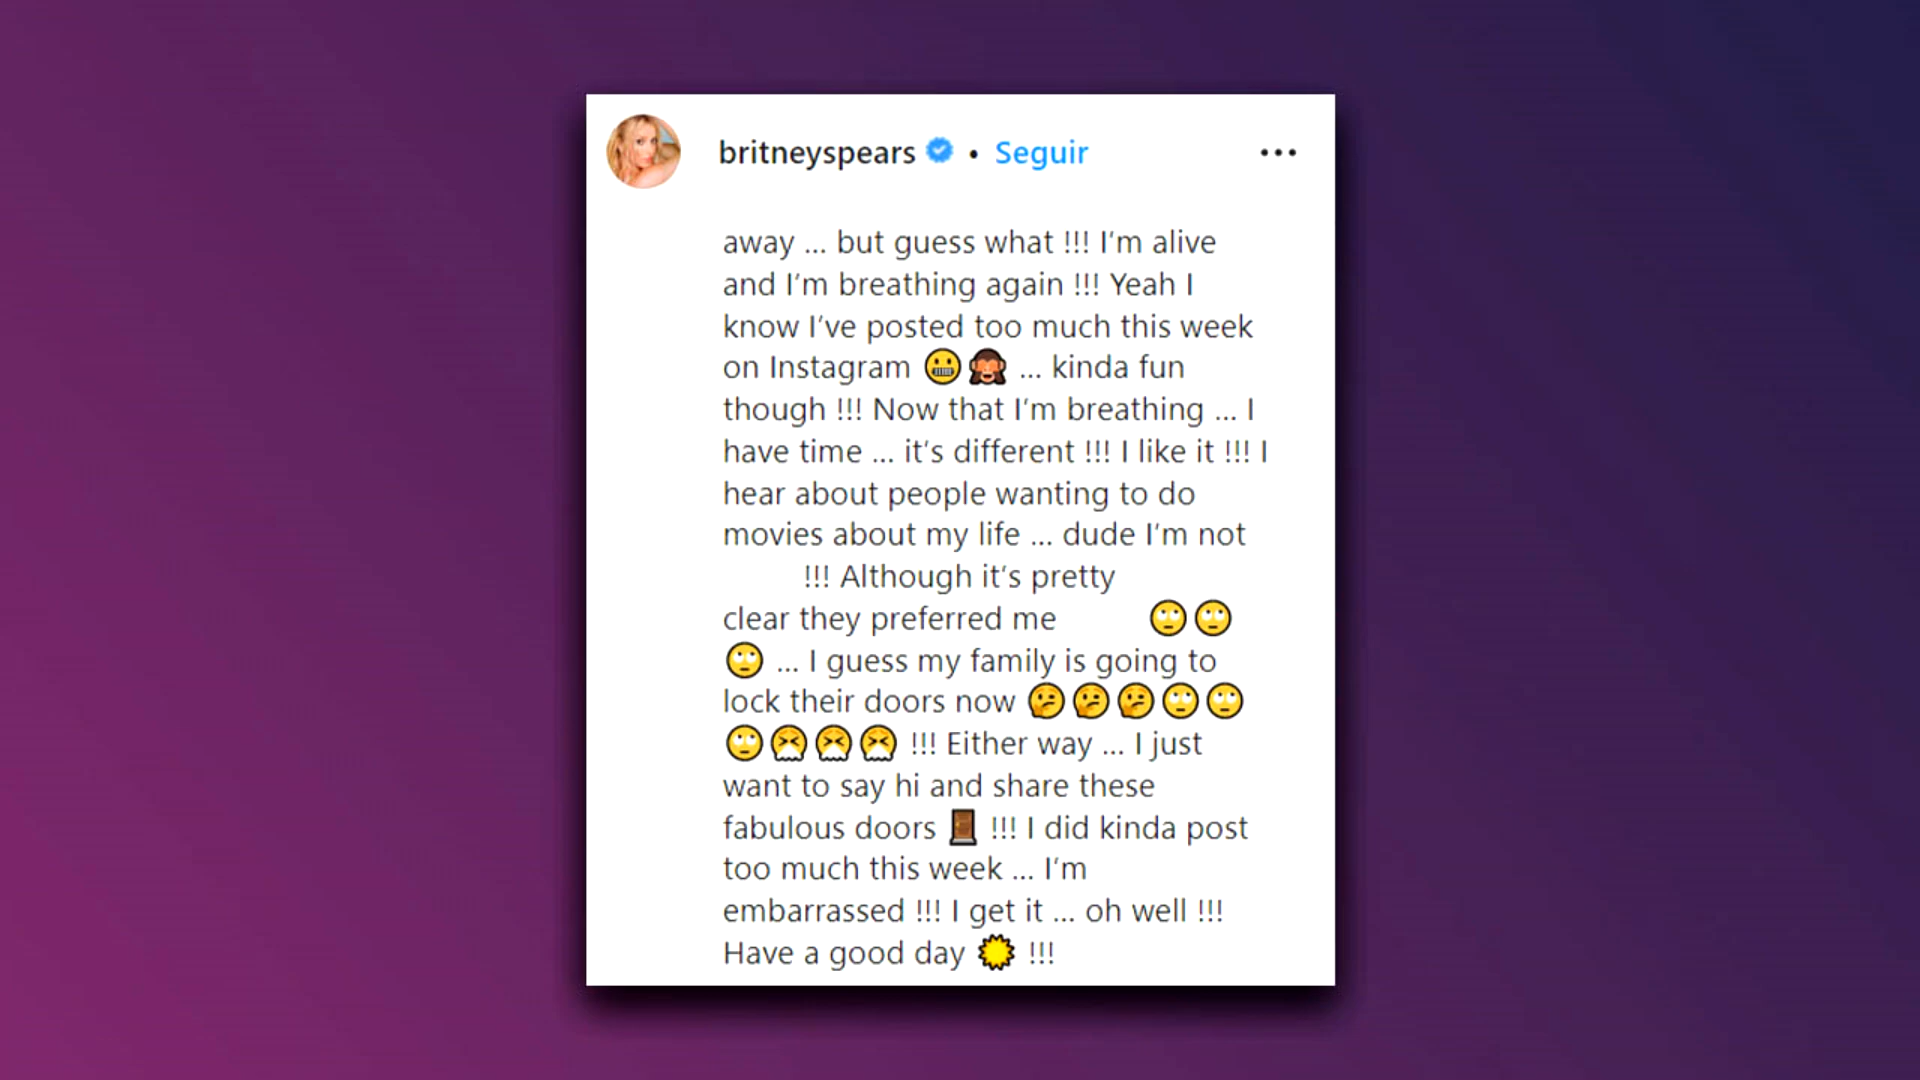 britneyspears • Seguir ...
away ... but guess what !!! I'm alive
and I'm breathing again !!! Yeah I
know I've posted too much this week
on Instagram 😬🙈 ... kinda fun
though !!! Now that I'm breathing ... I
have time ... it's different !!! I like it !!! I
hear about people wanting to do
movies about my life ... dude I'm not
!!! Although it's pretty
clear they preferred me 🙄🙄
🙄 ... I guess my family is going to
lock their doors now 🤔🤔🤔🙄🙄
🙄😤😤😤 !!! Either way ... I just
want to say hi and share these
fabulous doors 🚪 !!! I did kinda post
too much this week ... I'm
embarrassed !!! I get it ... oh well !!!
Have a good day ☀️ !!!